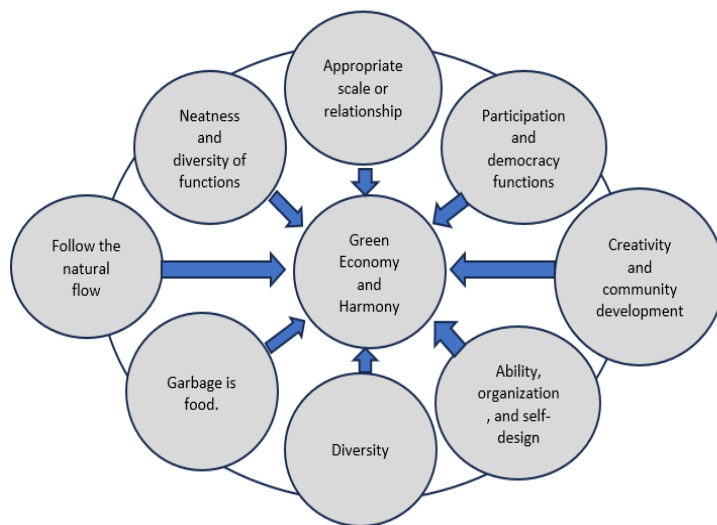 Appropriate
scale or
relationship
Neatness
and
diversity of
functions
Participation
and
democracy
functions
Follow the
natural
flow
Green
Economy
and
Harmony
Creativity
and
community
development
Garbage is
food.
Diversity
Ability,
organization
, and self-
design